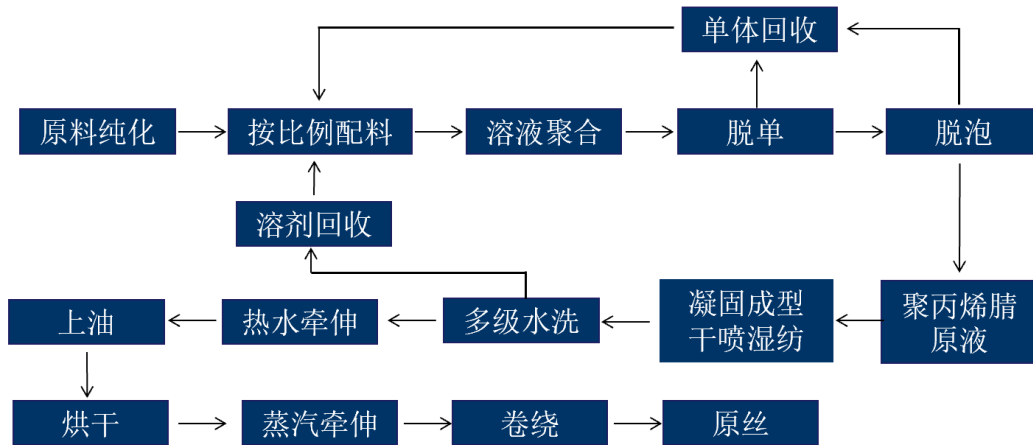 单体回收
原料纯化
按比例配料
溶液聚合
脱单
脱泡
溶剂回收
上油
热水牵伸
多级水洗
凝固成型
干喷湿纺
聚丙烯腈
原液
烘干
蒸汽牵伸
卷绕
原丝